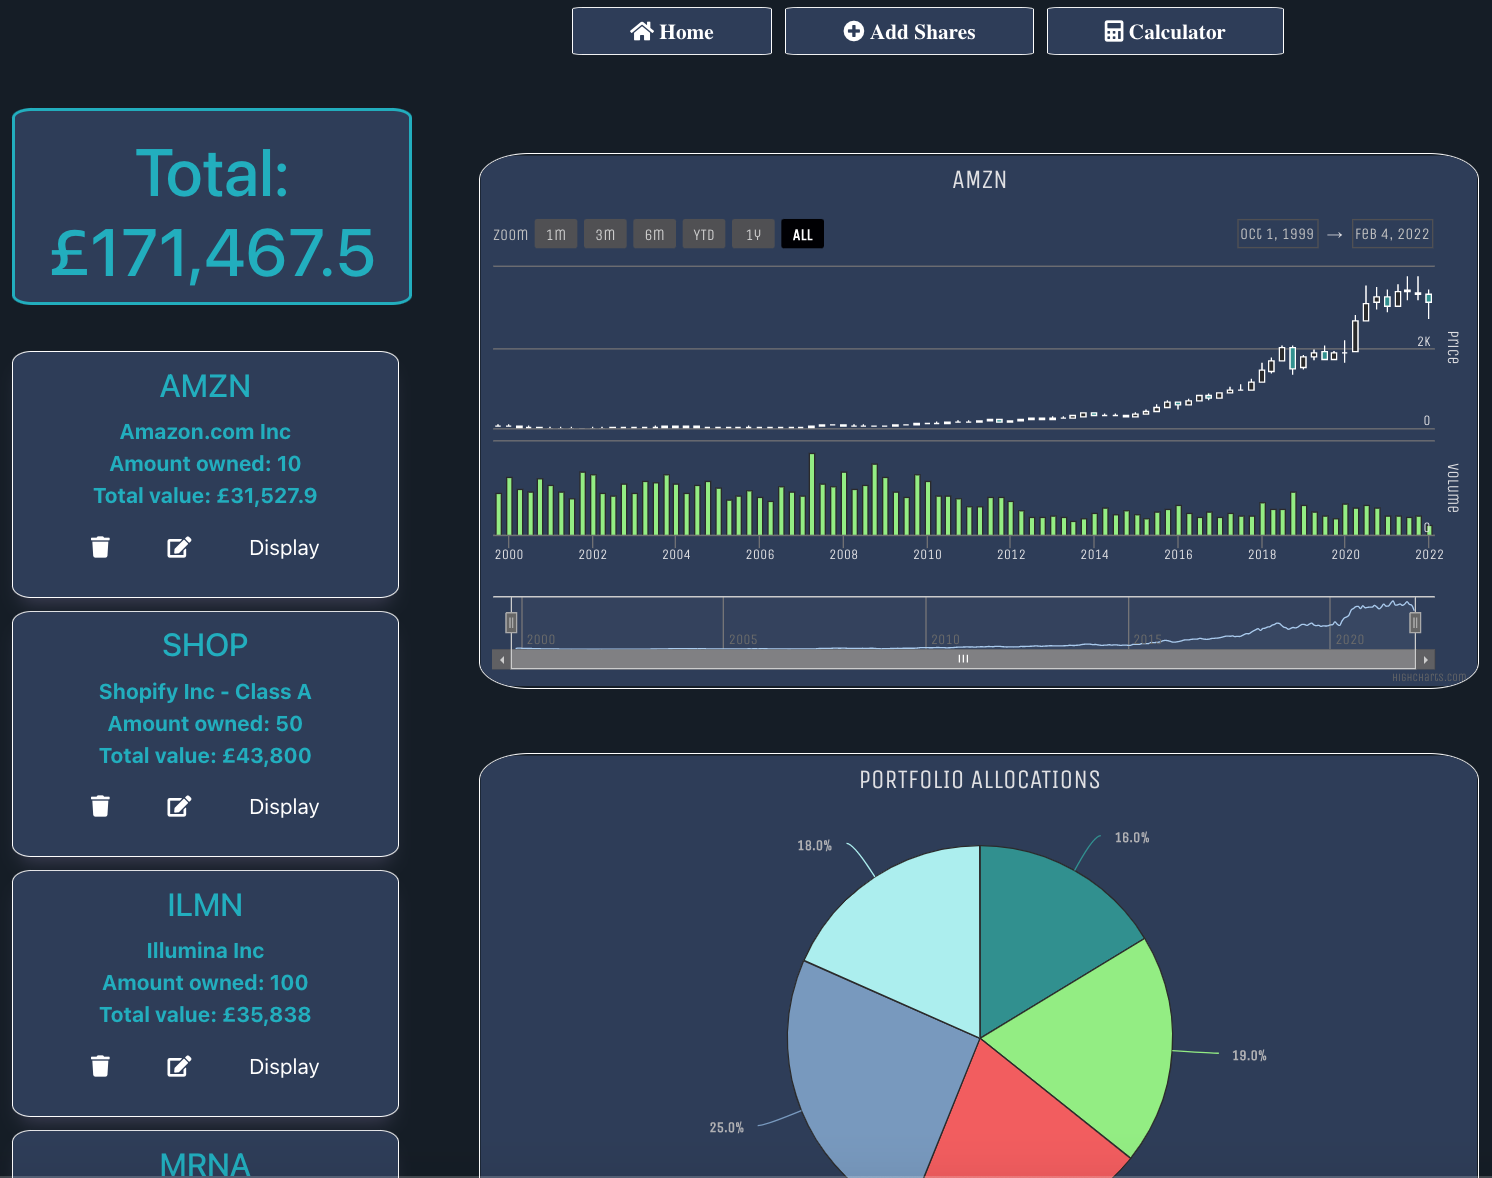 Home
Add Shares
Calculator
Total:
£171,467.5
AMZN
Amazon.com Inc
Amount owned: 10
Total value: £31,527.9
Display
SHOP
Shopify Inc - Class A
Amount owned: 50
Total value: £43,800
Display
ILMN
Illumina Inc
Amount owned: 100
Total value: £35,838
Display
MRNA
AMZN
Zoom 1m 3m 6m YTD 1y ALL
Oct 1, 1999 → Feb 4, 2022
2K
Price
0
Volume
0
2000 2002 2004 2006 2008 2010 2012 2014 2016 2018 2020 2022
2000 2005 2010 2015 2020
Highcharts.com
PORTFOLIO ALLOCATIONS
18.0%
16.0%
19.0%
25.0%